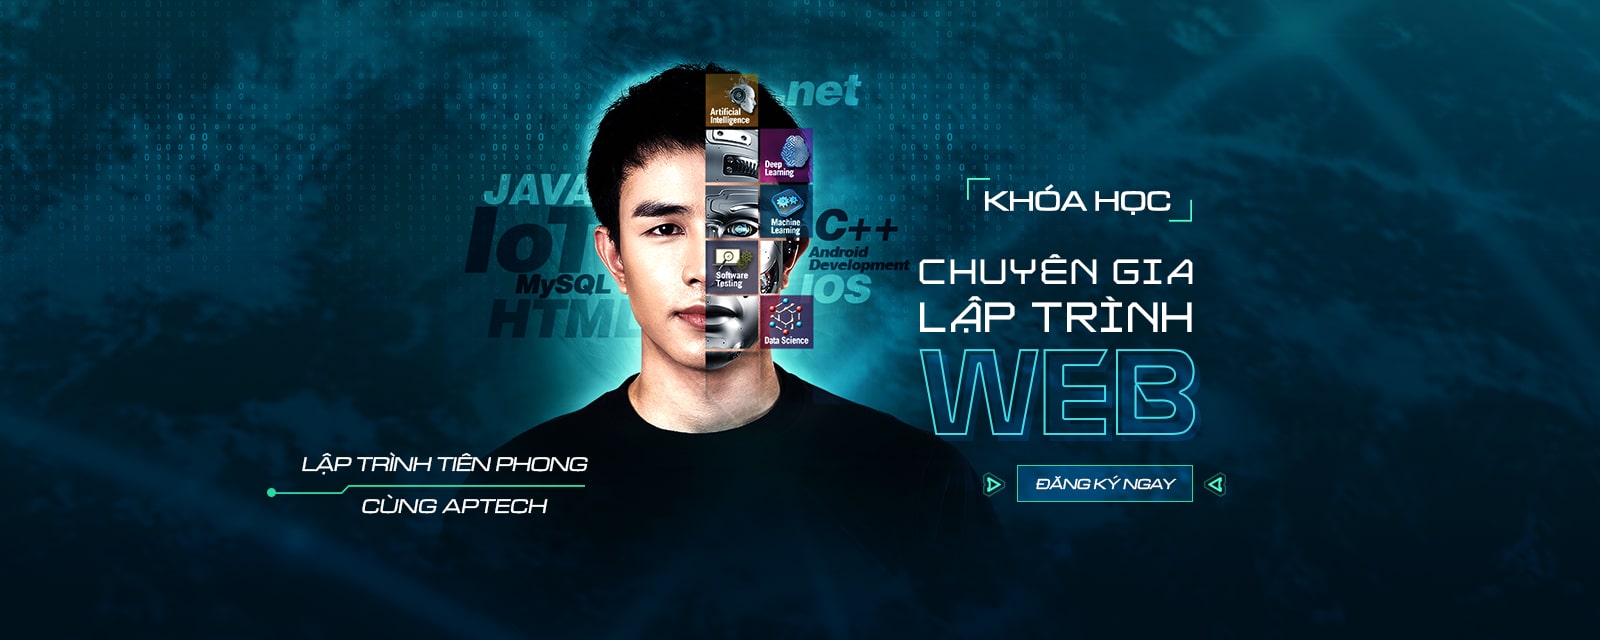 .net
Artificial
Intelligence
Deep
Learning
JAVA
IoT
MySQL
HTML
Machine
Learning
C++
Android
Development
Software
Testing
ios
Data Science
KHÓA HỌC
CHUYÊN GIA
LẬP TRÌNH
WEB
ĐĂNG KÝ NGAY
LẬP TRÌNH TIÊN PHONG
CÙNG APTECH